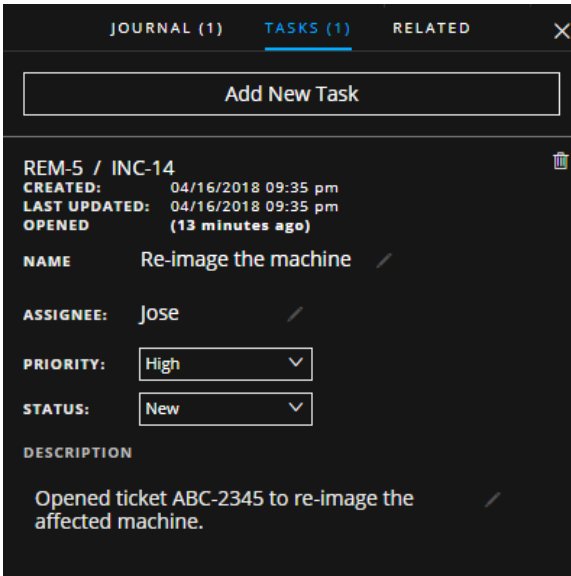 JOURNAL (1) TASKS (1) RELATED
Add New Task
REM-5 / INC-14
CREATED: 04/16/2018 09:35 pm
LAST UPDATED: 04/16/2018 09:35 pm
OPENED (13 minutes ago)
NAME Re-image the machine
ASSIGNEE: Jose
PRIORITY: High
STATUS: New
DESCRIPTION
Opened ticket ABC-2345 to re-image the
affected machine.